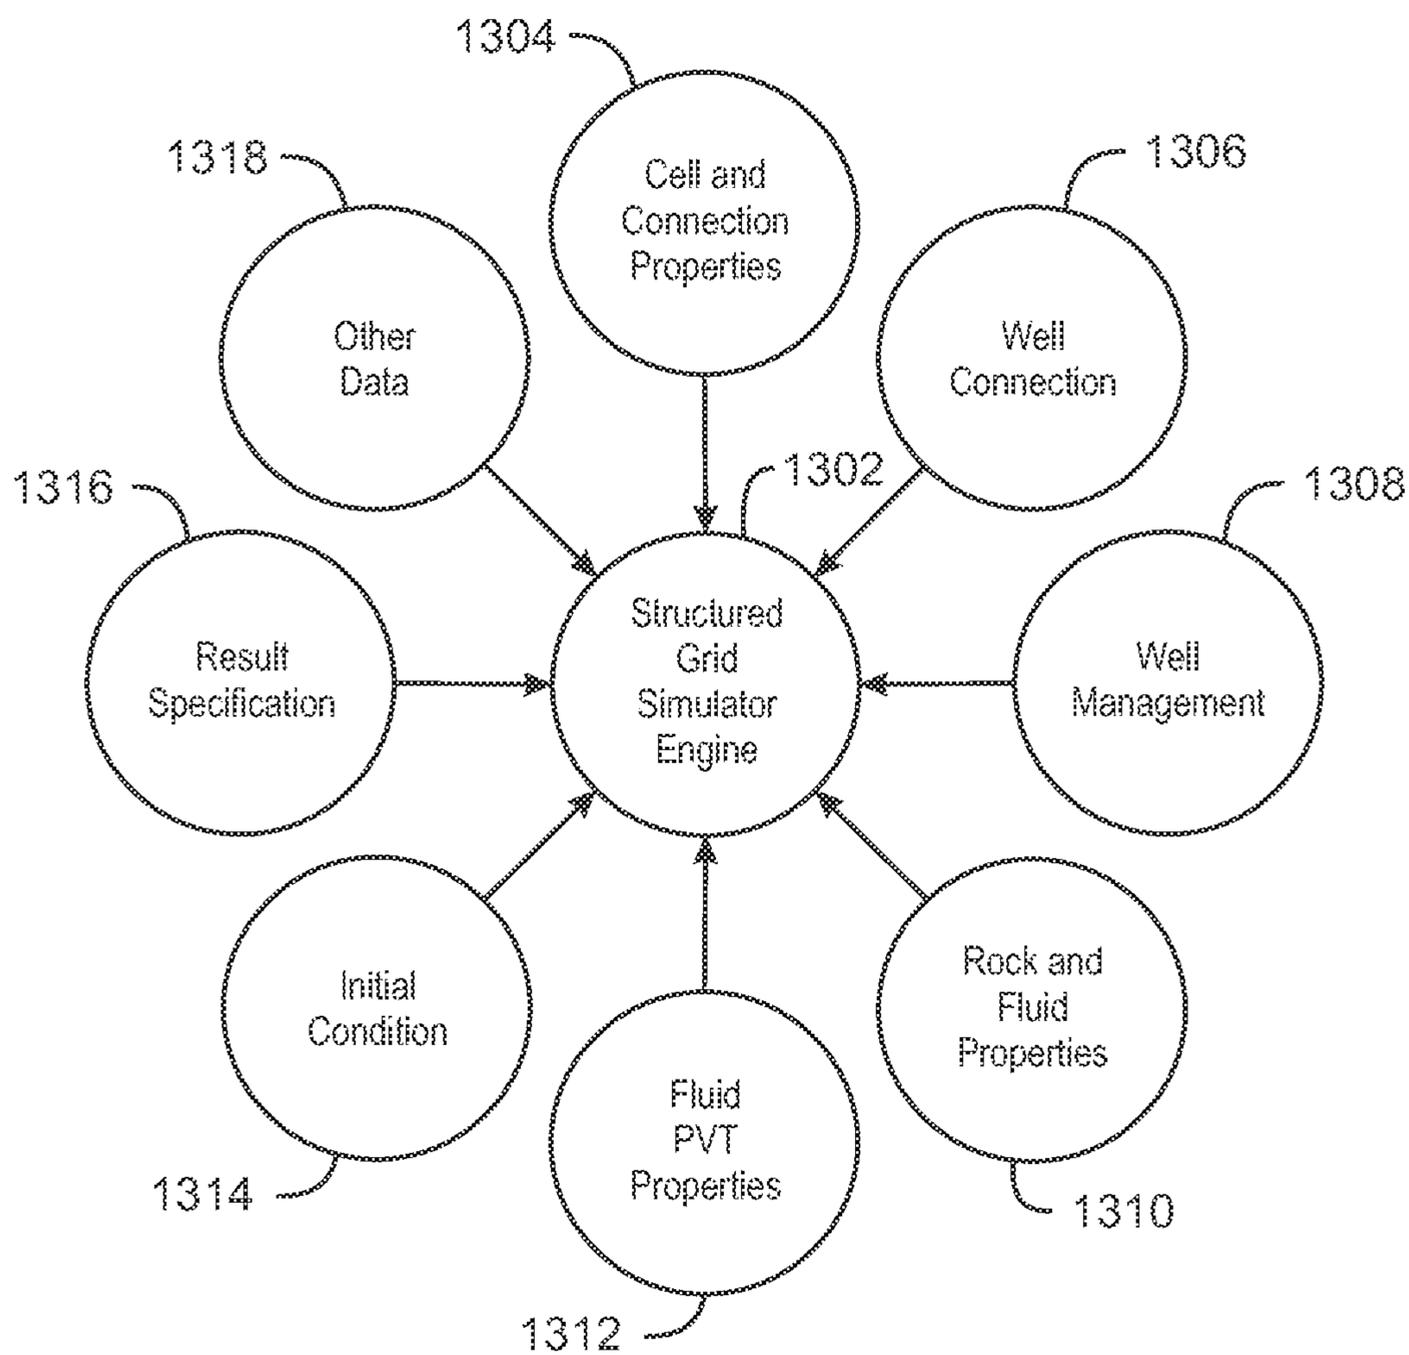 1304
Cell and
Connection
Properties
1306
Well
Connection
1318
Other
Data
1302
Structured
Grid
Simulator
Engine
1308
Well
Management
1316
Result
Specification
1310
Rock and
Fluid
Properties
1314
Initial
Condition
1312
Fluid
PVT
Properties